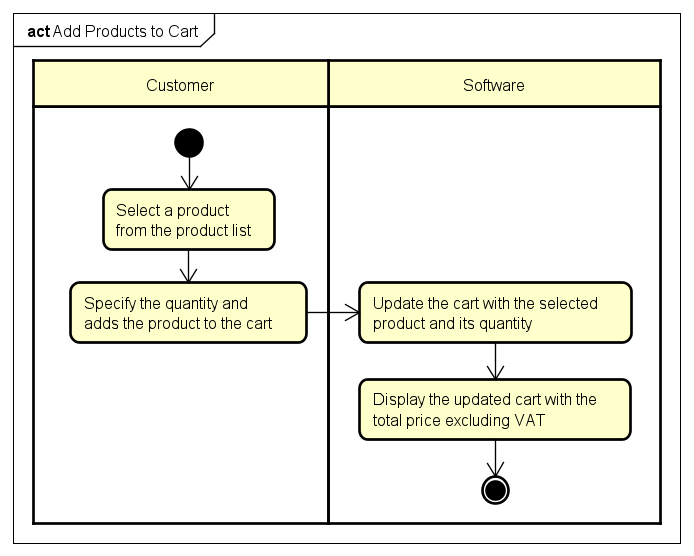 act Add Products to Cart
Customer
Software
Select a product
from the product list
Specify the quantity and
adds the product to the cart
Update the cart with the selected
product and its quantity
Display the updated cart with the
total price excluding VAT